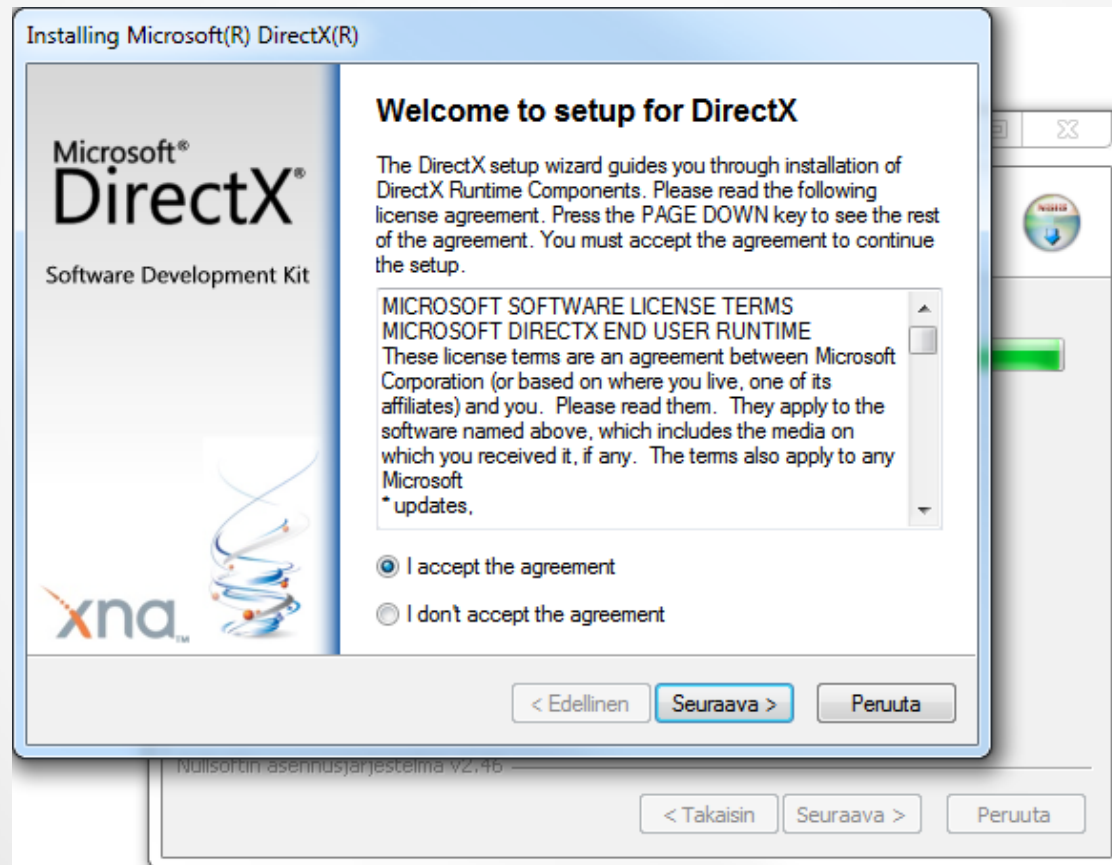 Installing Microsoft(R) DirectX(R)
Microsoft®
DirectX®
Software Development Kit
xna™
Welcome to setup for DirectX
The DirectX setup wizard guides you through installation of
DirectX Runtime Components. Please read the following
license agreement. Press the PAGE DOWN key to see the rest
of the agreement. You must accept the agreement to continue
the setup.
MICROSOFT SOFTWARE LICENSE TERMS
MICROSOFT DIRECTX END USER RUNTIME
These license terms are an agreement between Microsoft
Corporation (or based on where you live, one of its
affiliates) and you.  Please read them.  They apply to the
software named above, which includes the media on
which you received it, if any.  The terms also apply to any
Microsoft
* updates,
I accept the agreement
I don't accept the agreement
< Edellinen
Seuraava >
Peruuta
Nullsoftin asennusjärjestelmä v2.46
< Takaisin
Seuraava >
Peruuta